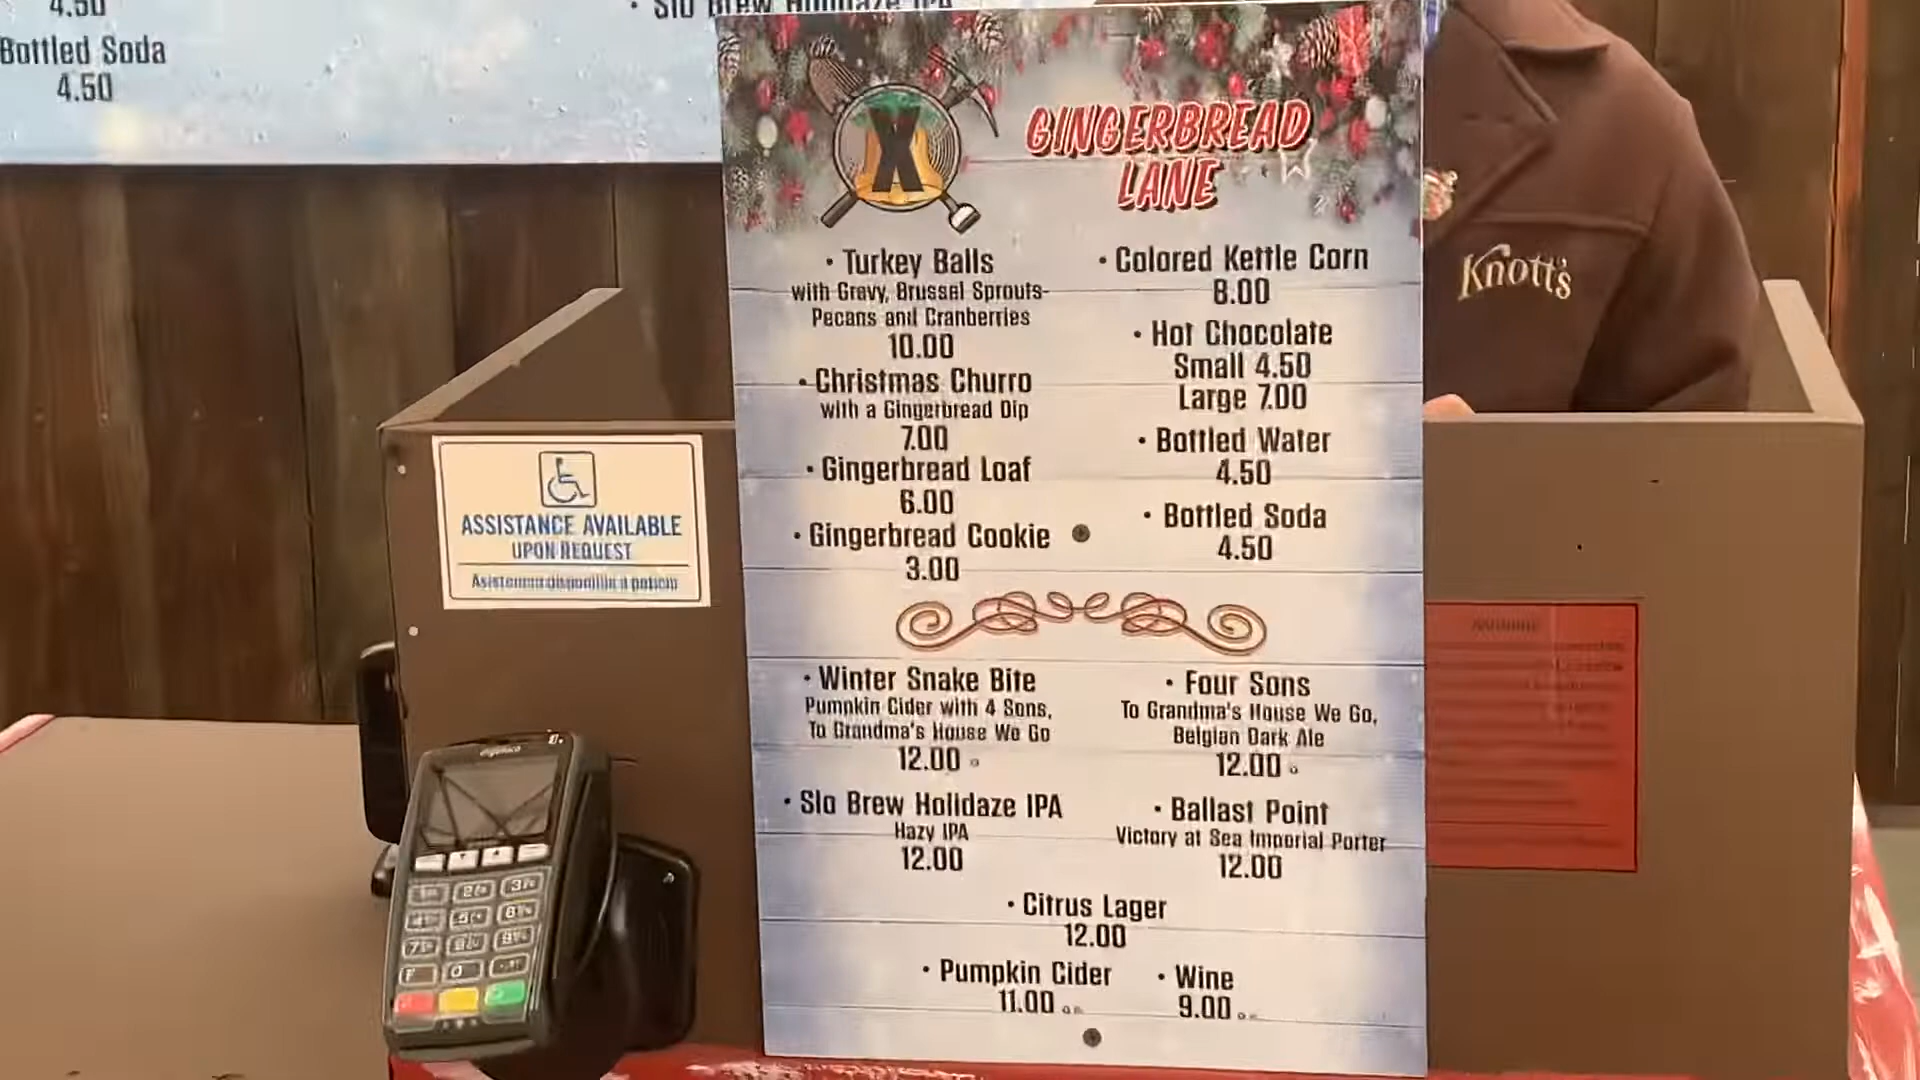 4.50
Bottled Soda
4.50
• Slo Brew Holidaze IPA
X
GINGERBREAD
LANE
• Turkey Balls
with Gravy, Brussel Sprouts
Pecans and Cranberries
10.00
• Christmas Churro
with a Gingerbread Dip
7.00
• Gingerbread Loaf
6.00
• Gingerbread Cookie
3.00
• Colored Kettle Corn
8.00
• Hot Chocolate
Small 4.50
Large 7.00
• Bottled Water
4.50
• Bottled Soda
4.50
• Winter Snake Bite
Pumpkin Cider with 4 Sons,
To Grandma's House We Go
12.00
• Four Sons
To Grandma's House We Go,
Belgian Dark Ale
12.00
• Slo Brew Holidaze IPA
Hazy IPA
12.00
• Ballast Point
Victory at Sea Imperial Porter
12.00
• Citrus Lager
12.00
• Pumpkin Cider
11.00
• Wine
9.00
Knott's
ASSISTANCE AVAILABLE
UPON REQUEST